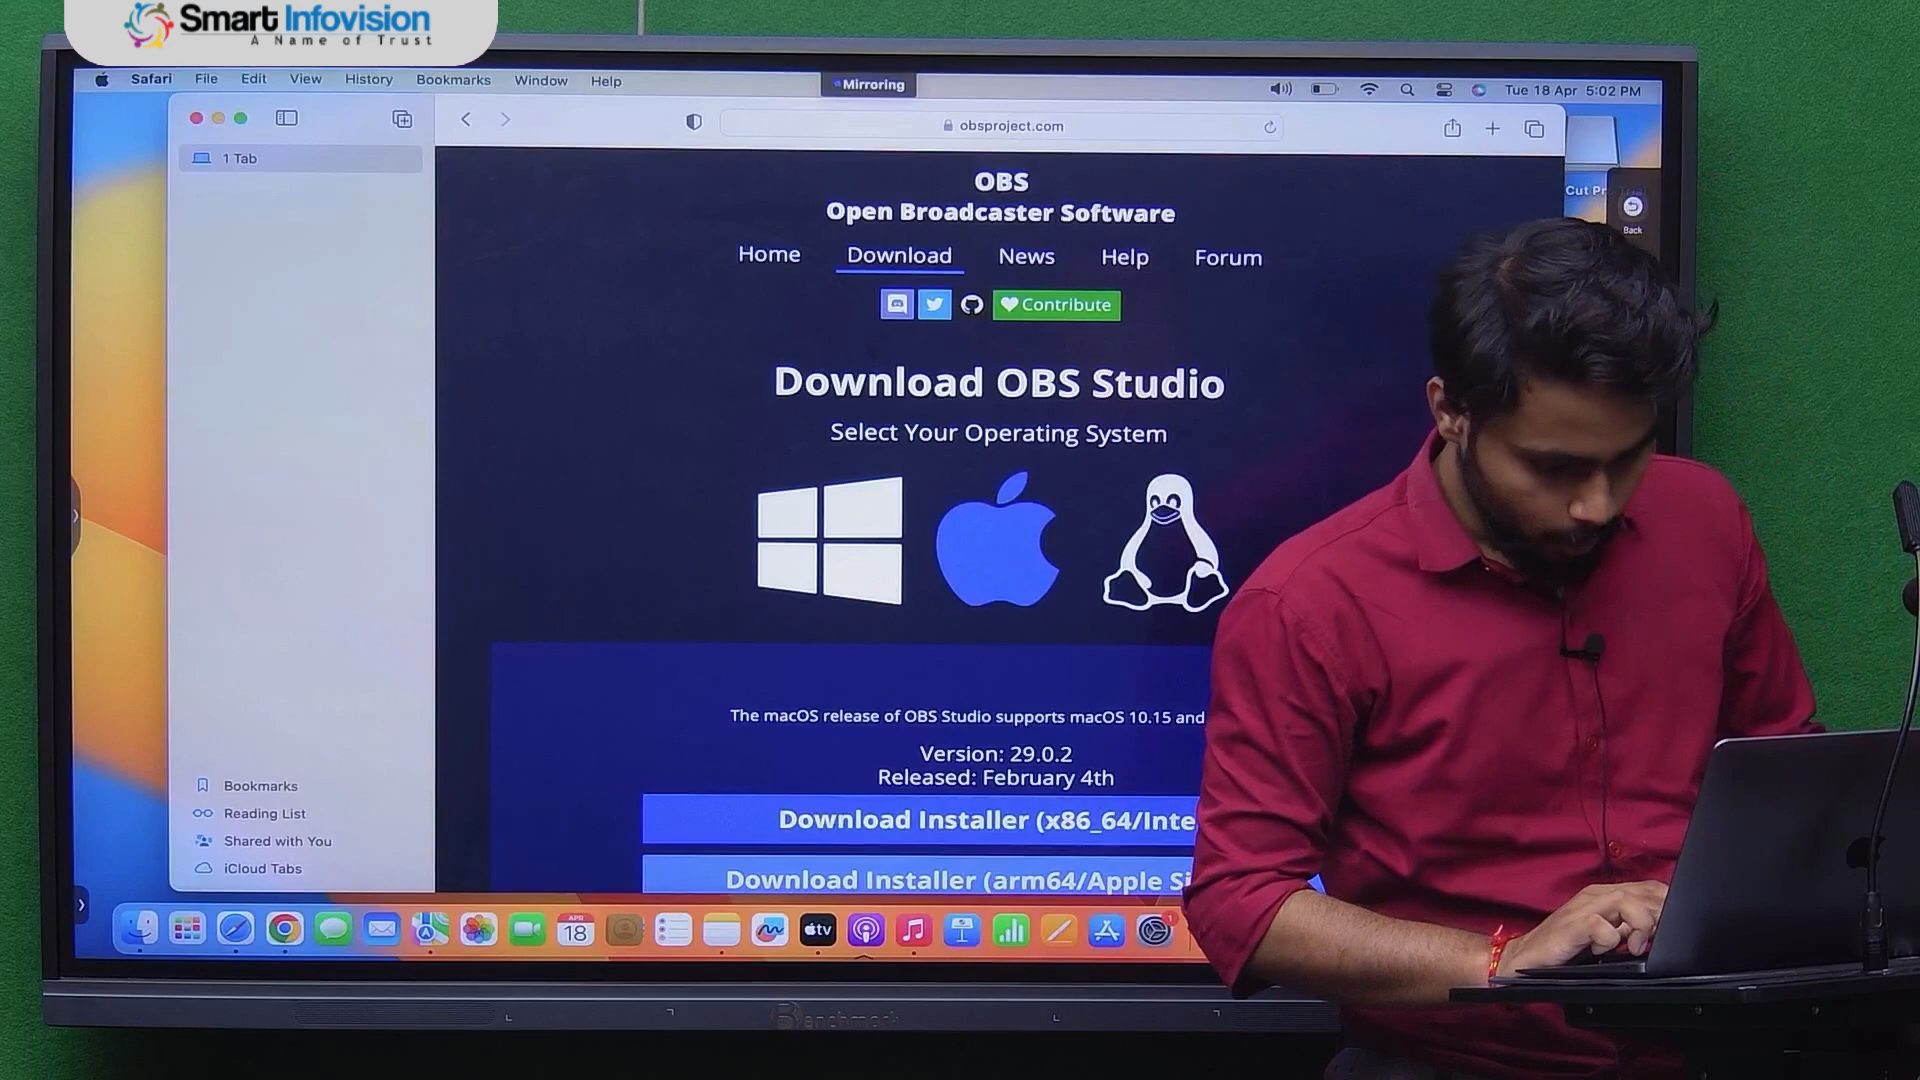 Smart Infovision
A Name of Trust
Safari File Edit View History Bookmarks Window Help
Mirroring
Tue 18 Apr 5:02 PM
1 Tab
obsproject.com
OBS
Open Broadcaster Software
Cut Pr
Back
Home Download News Help Forum
Contribute
Download OBS Studio
Select Your Operating System
The macOS release of OBS Studio supports macOS 10.15 and
Version: 29.0.2
Released: February 4th
Download Installer (x86_64/Inte
Download Installer (arm64/Apple Si
Bookmarks
Reading List
Shared with You
iCloud Tabs
APR
18
tv
1
Benchmark